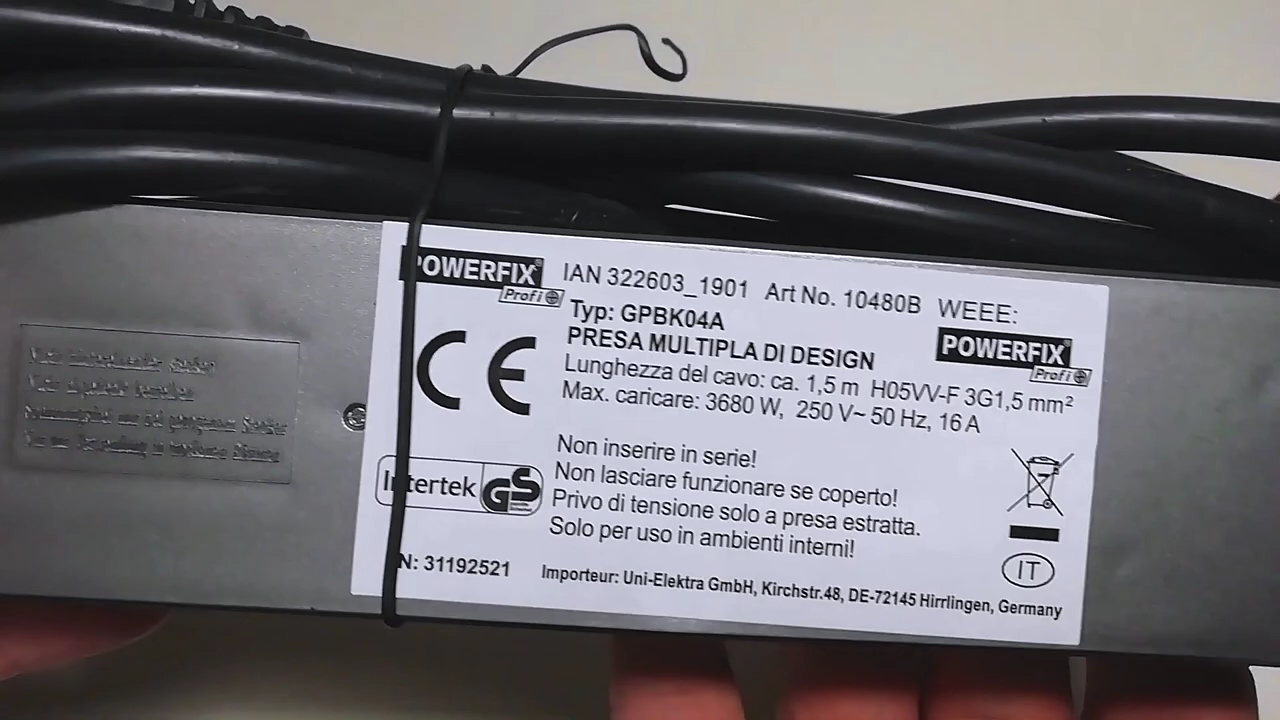 POWERFIX
Profi
IAN 322603_1901 Art No. 10480B WEEE:
Typ: GPBK04A
PRESA MULTIPLA DI DESIGN
Lunghezza del cavo: ca. 1,5 m H05VV-F 3G1,5 mm²
Max. caricare: 3680 W, 250 V~ 50 Hz, 16 A
POWERFIX
Profi
CE
Non inserire in serie!
Non lasciare funzionare se coperto!
Privo di tensione solo a presa estratta.
Solo per uso in ambienti interni!
Intertek GS
IT
N: 31192521
Importeur: Uni-Elektra GmbH, Kirchstr.48, DE-72145 Hirrlingen, Germany